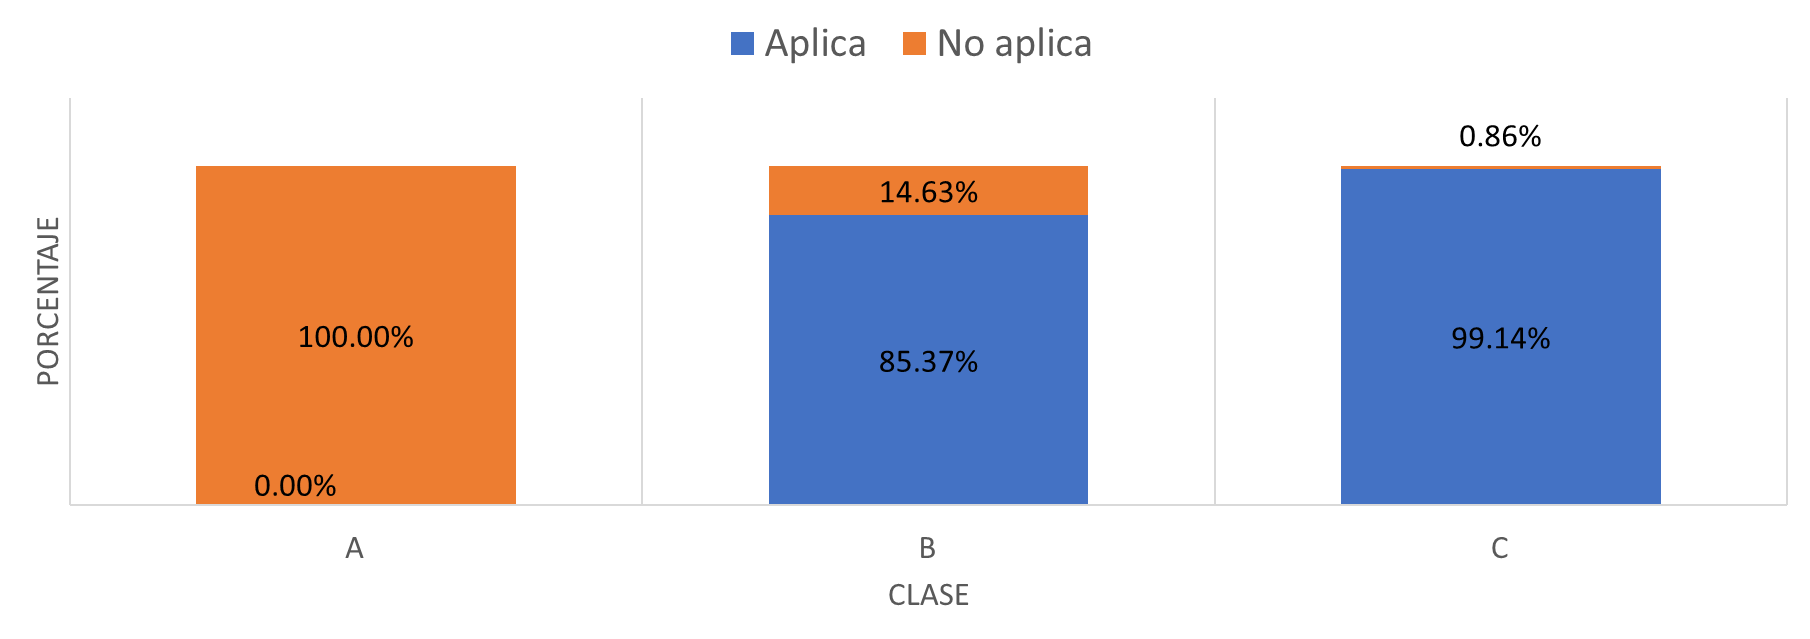 Aplica No aplica
PORCENTAJE
100.00%
0.00%
14.63%
85.37%
0.86%
99.14%
A B C
CLASE